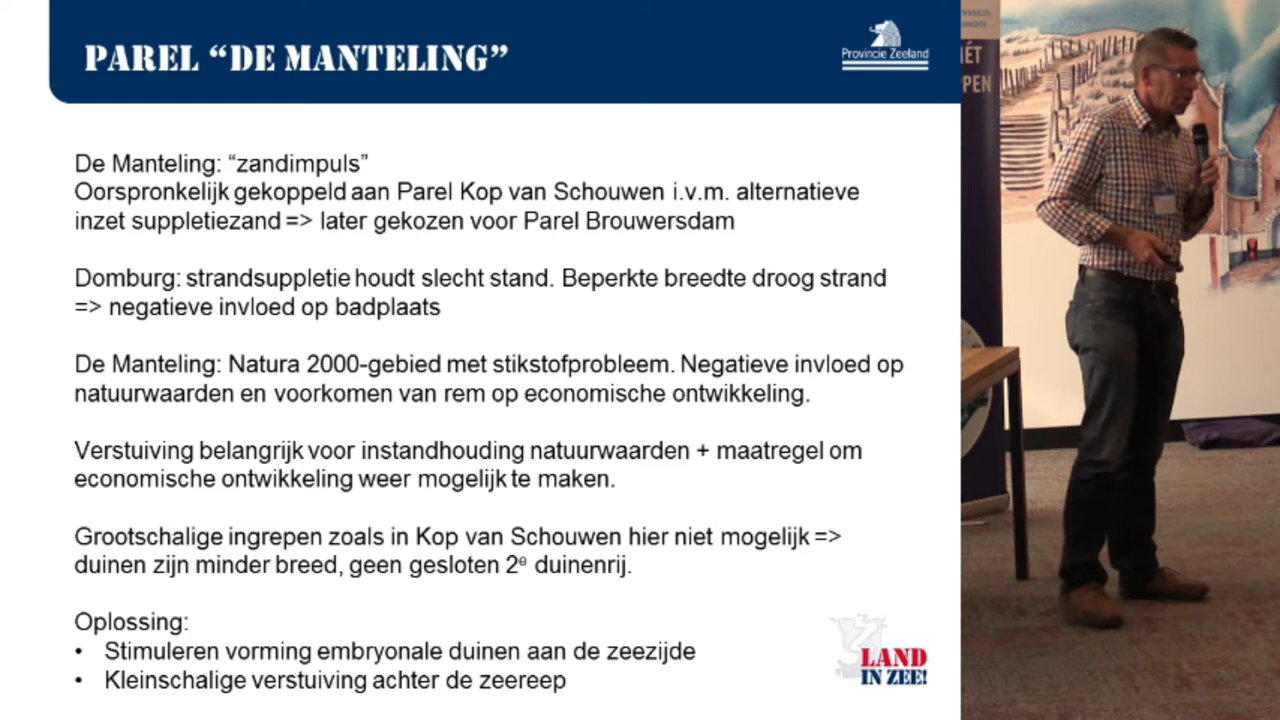 PAREL “DE MANTELING”
Provincie Zeeland
De Manteling: “zandimpuls”
Oorspronkelijk gekoppeld aan Parel Kop van Schouwen i.v.m. alternatieve
inzet suppletiezand => later gekozen voor Parel Brouwersdam
Domburg: strandsuppletie houdt slecht stand. Beperkte breedte droog strand
=> negatieve invloed op badplaats
De Manteling: Natura 2000-gebied met stikstofprobleem. Negatieve invloed op
natuurwaarden en voorkomen van rem op economische ontwikkeling.
Verstuiving belangrijk voor instandhouding natuurwaarden + maatregel om
economische ontwikkeling weer mogelijk te maken.
Grootschalige ingrepen zoals in Kop van Schouwen hier niet mogelijk =>
duinen zijn minder breed, geen gesloten 2e duinenrij.
Oplossing:
• Stimuleren vorming embryonale duinen aan de zeezijde
• Kleinschalige verstuiving achter de zeereep
LAND
IN ZEE!
ÉT
PPEN